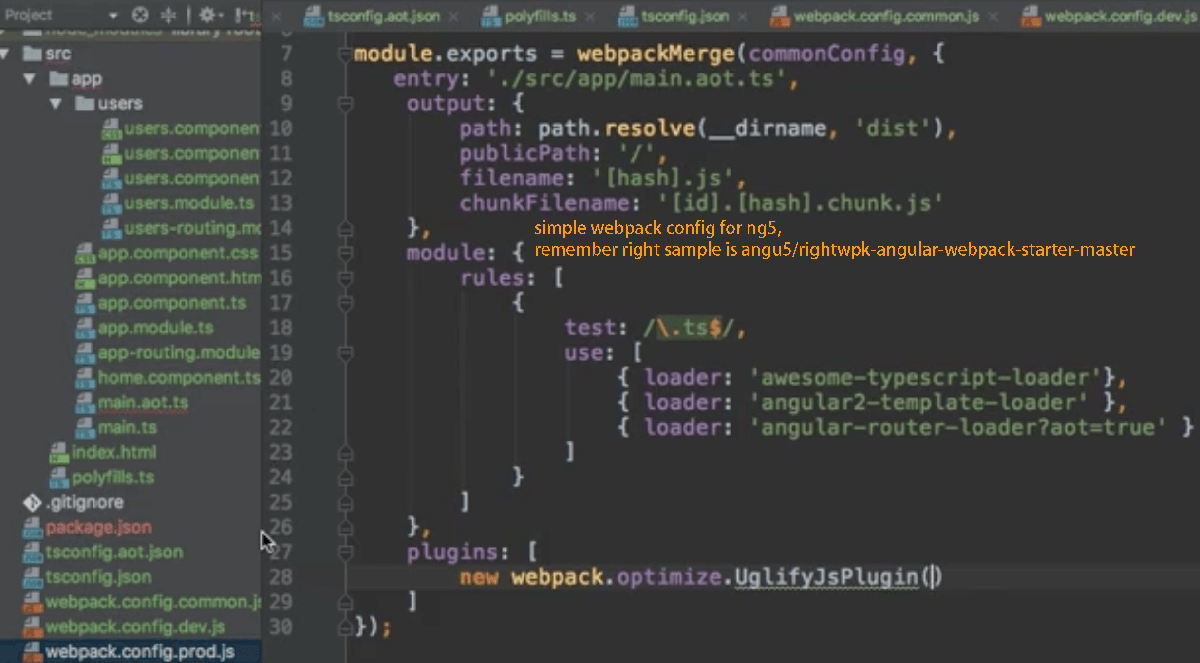 Project
tsconfig.aot.json
polyfills.ts
tsconfig.json
webpack.config.common.js
webpack.config.dev.js
src
app
users
users.component
users.component
users.component
users.module.ts
users-routing.mo
app.component.css
app.component.htm
app.component.ts
app.module.ts
app-routing.module
home.component.ts
main.aot.ts
main.ts
index.html
polyfills.ts
.gitignore
package.json
tsconfig.aot.json
tsconfig.json
webpack.config.common.js
webpack.config.dev.js
webpack.config.prod.js
7 module.exports = webpackMerge(commonConfig, {
8 entry: './src/app/main.aot.ts',
9 output: {
10 path: path.resolve(__dirname, 'dist'),
11 publicPath: '/',
12 filename: '[hash].js',
13 chunkFilename: '[id].[hash].chunk.js'
14 },
simple webpack config for ng5,
15 module: {
remember right sample is angu5/rightwpk-angular-webpack-starter-master
16 rules: [
17 {
18 test: /\.ts$/,
19 use: [
20 { loader: 'awesome-typescript-loader'},
21 { loader: 'angular2-template-loader' },
22 { loader: 'angular-router-loader?aot=true' }
23 ]
24 }
25 ]
26 },
27 plugins: [
28 new webpack.optimize.UglifyJsPlugin()
29 ]
30 });